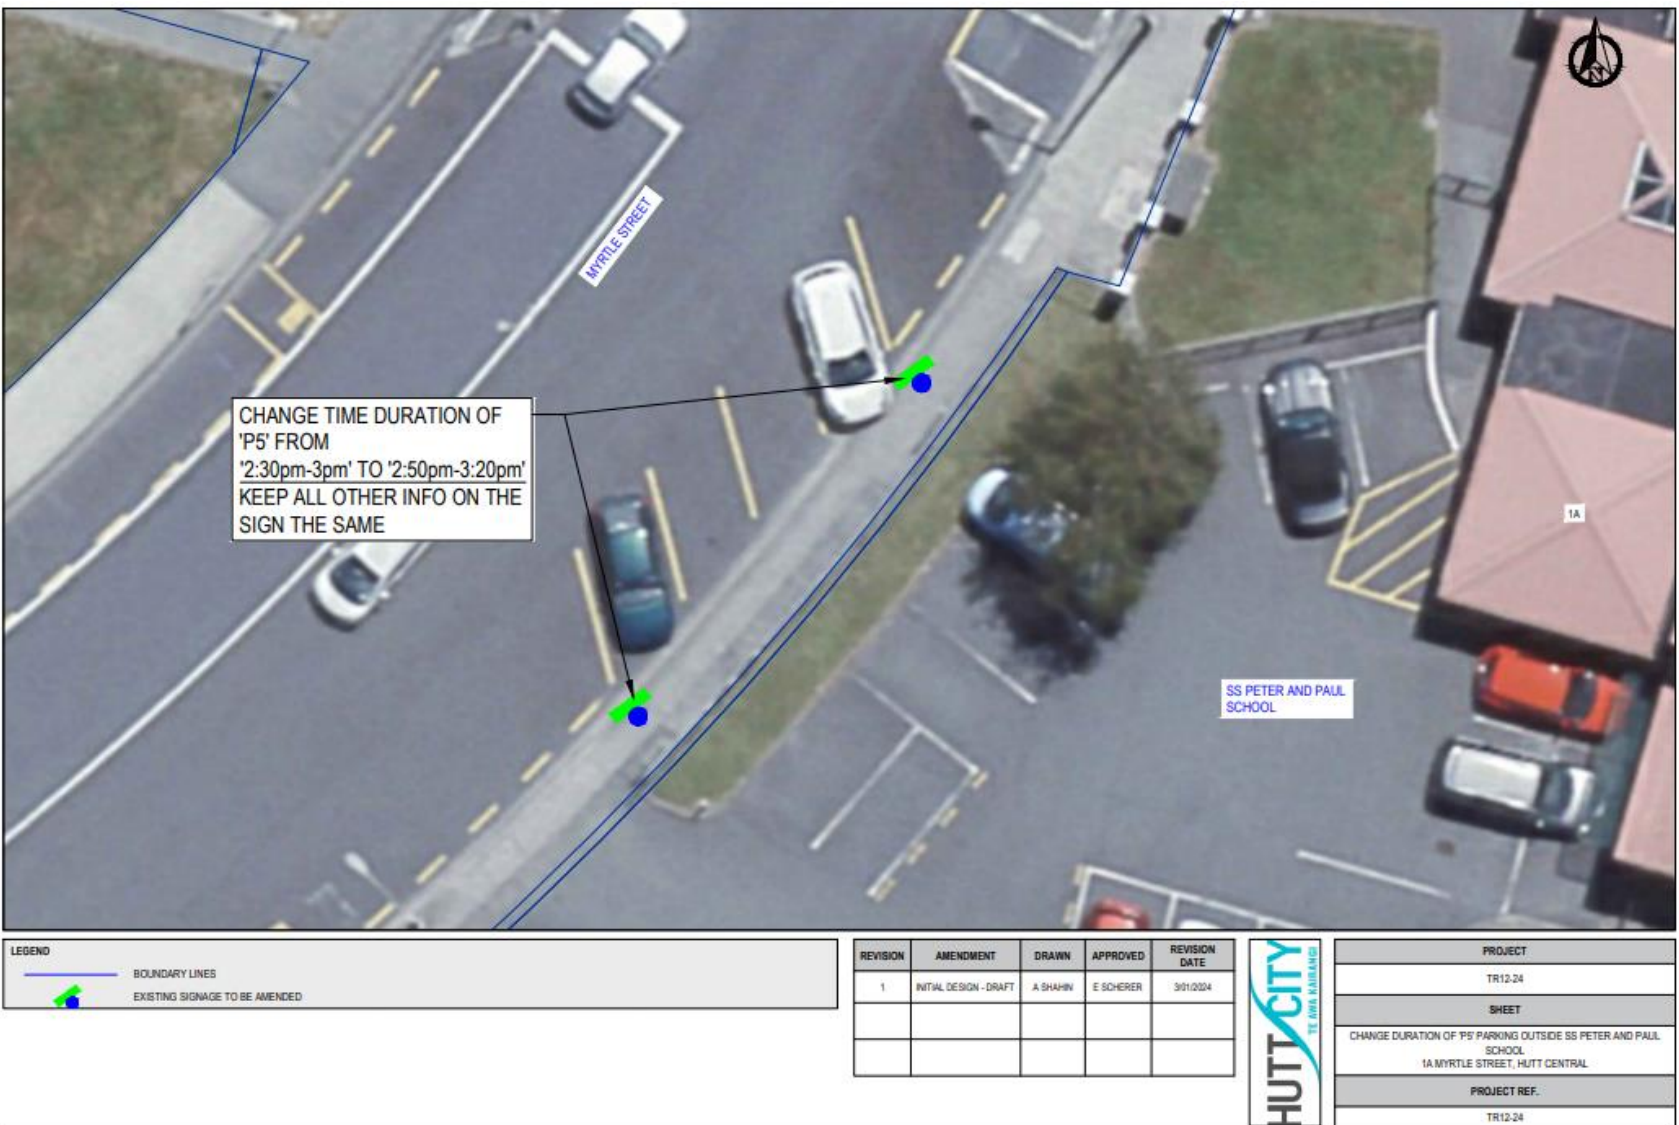 N
MYRTLE STREET
CHANGE TIME DURATION OF
'P5' FROM
'2:30pm-3pm' TO '2:50pm-3:20pm'
KEEP ALL OTHER INFO ON THE
SIGN THE SAME
1A
SS PETER AND PAUL
SCHOOL
LEGEND
BOUNDARY LINES
EXISTING SIGNAGE TO BE AMENDED
REVISION AMENDMENT DRAWN APPROVED REVISION
DATE
1 INITIAL DESIGN - DRAFT A SHAHIN E SCHERER 3/01/2024
HUTT CITY
TE AWA KAIRANGI
PROJECT
TR12-24
SHEET
CHANGE DURATION OF 'P5' PARKING OUTSIDE SS PETER AND PAUL
SCHOOL
1A MYRTLE STREET, HUTT CENTRAL
PROJECT REF.
TR12-24